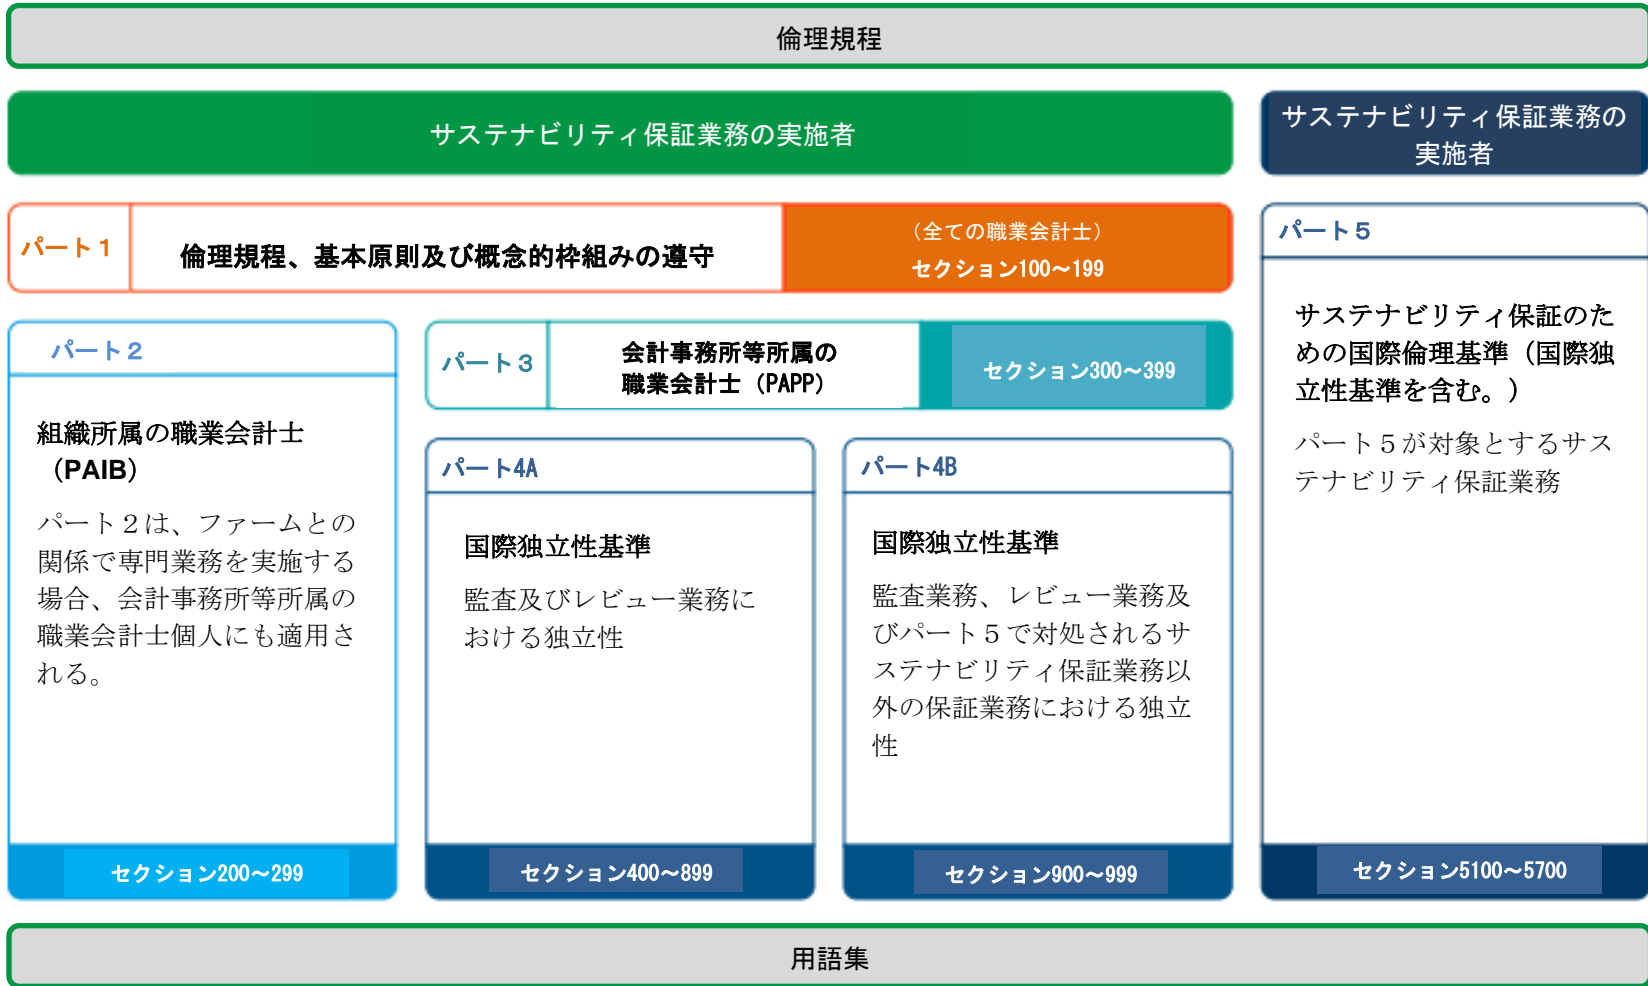 倫理規程
サステナビリティ保証業務の実施者
サステナビリティ保証業務の
実施者
パート１
倫理規程、基本原則及び概念的枠組みの遵守
（全ての職業会計士）
セクション100～199
パート２
組織所属の職業会計士
（PAIB）
パート２は、ファームとの
関係で専門業務を実施する
場合、会計事務所等所属の
職業会計士個人にも適用さ
れる。
セクション200～299
パート３
会計事務所等所属の
職業会計士（PAPP）
セクション300～399
パート4A
国際独立性基準
監査及びレビュー業務に
おける独立性
セクション400～899
パート4B
国際独立性基準
監査業務、レビュー業務及
びパート５で対処されるサ
ステナビリティ保証業務以
外の保証業務における独立
性
セクション900～999
パート５
サステナビリティ保証のた
めの国際倫理基準（国際独
立性基準を含む。）
パート５が対象とするサス
テナビリティ保証業務
セクション5100～5700
用語集